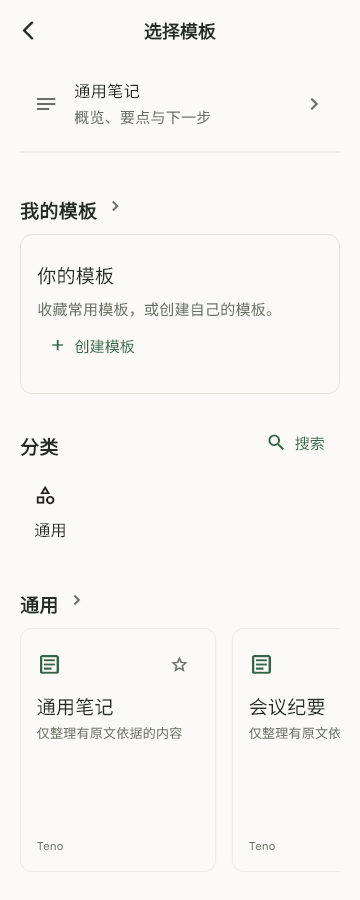 选择模板
通用笔记
概览、要点与下一步
我的模板
你的模板
收藏常用模板，或创建自己的模板。
+ 创建模板
分类
搜索
通用
通用
通用笔记
仅整理有原文依据的内容
Teno
会议纪要
仅整理有原文依
Teno